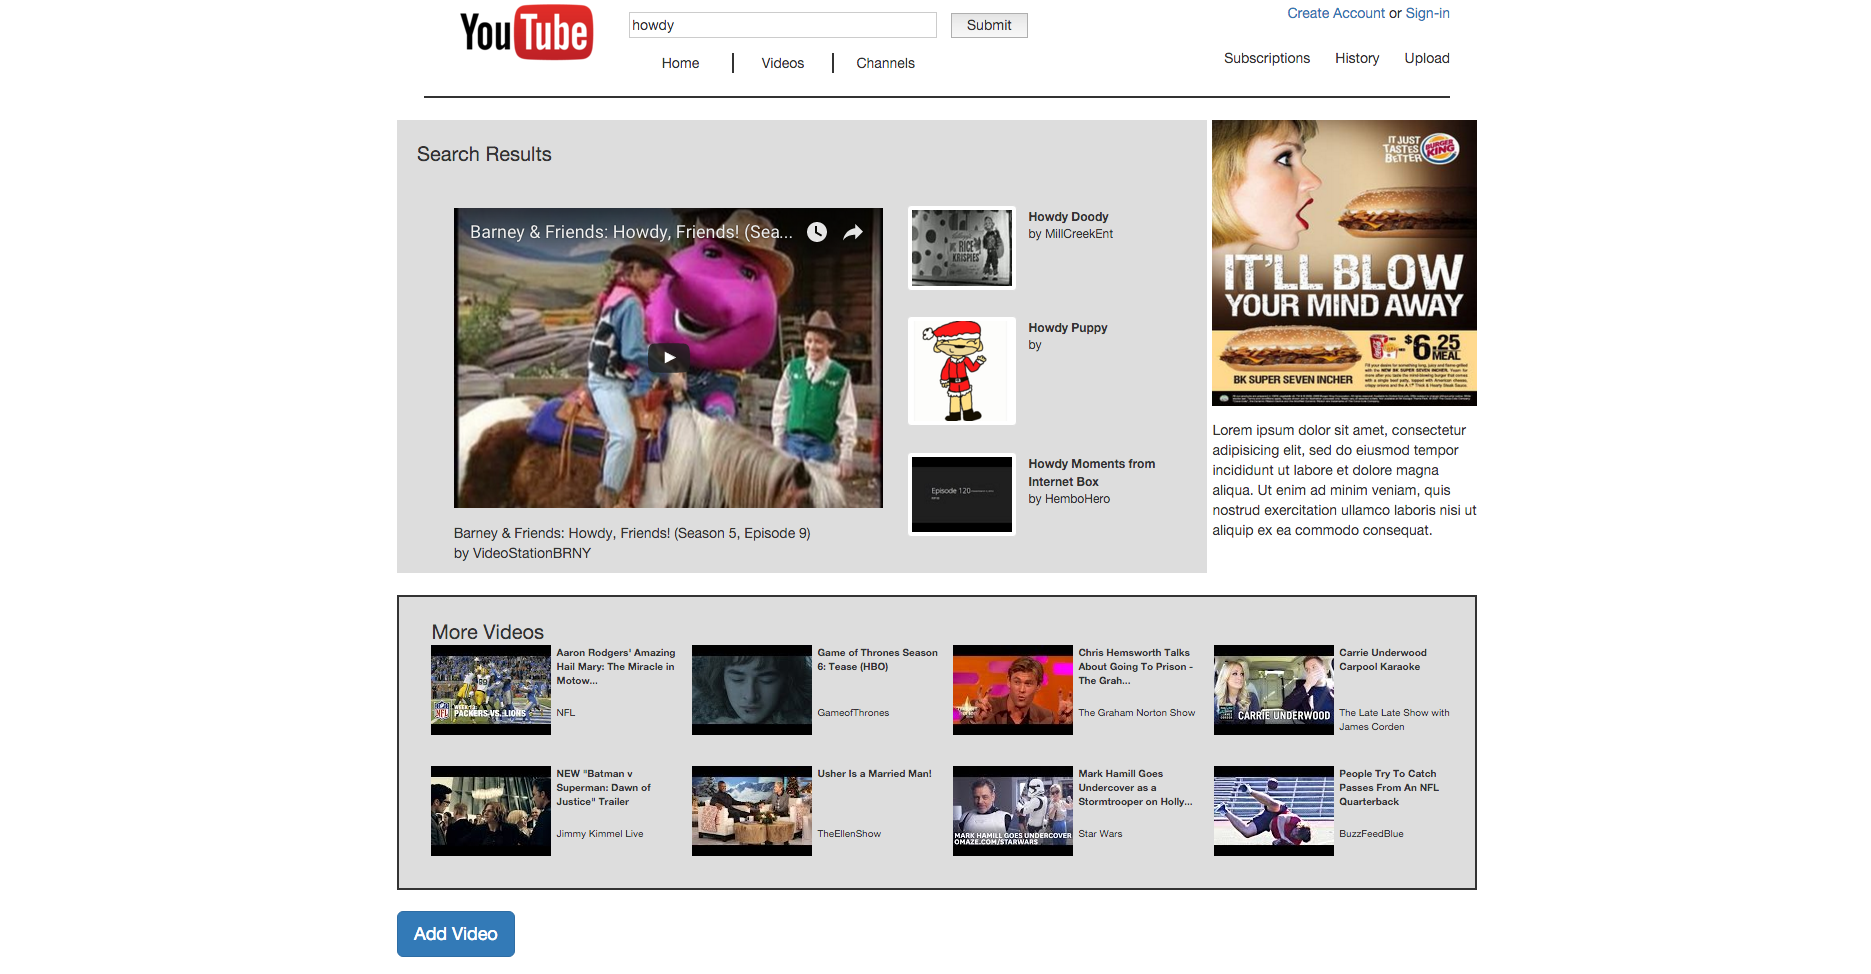 YouTube
howdy
Submit
Create Account or Sign-in
Home
Videos
Channels
Subscriptions
History
Upload
Search Results
Barney & Friends: Howdy, Friends! (Sea...
Barney & Friends: Howdy, Friends! (Season 5, Episode 9)
by VideoStationBRNY
RICE
KRISPIES
Howdy Doody
by MillCreekEnt
Howdy Puppy
by
Episode 120
Howdy Moments from
Internet Box
by HemboHero
IT JUST
TASTES
BETTER
BURGER
KING
IT'LL BLOW
YOUR MIND AWAY
$6.25
MEAL
BK SUPER SEVEN INCHER
Lorem ipsum dolor sit amet, consectetur
adipisicing elit, sed do eiusmod tempor
incididunt ut labore et dolore magna
aliqua. Ut enim ad minim veniam, quis
nostrud exercitation ullamco laboris nisi ut
aliquip ex ea commodo consequat.
More Videos
NFL
PACKERS VS. LIONS
Aaron Rodgers' Amazing
Hail Mary: The Miracle in
Motow...
NFL
Game of Thrones Season
6: Tease (HBO)
GameofThrones
Chris Hemsworth Talks
About Going To Prison -
The Grah...
The Graham Norton Show
CARRIE UNDERWOOD
Carrie Underwood
Carpool Karaoke
The Late Late Show with
James Corden
NEW "Batman v
Superman: Dawn of
Justice" Trailer
Jimmy Kimmel Live
Usher Is a Married Man!
TheEllenShow
MARK HAMILL GOES UNDERCOVER
OMAZE.COM/STARWARS
Mark Hamill Goes
Undercover as a
Stormtrooper on Holly...
Star Wars
People Try To Catch
Passes From An NFL
Quarterback
BuzzFeedBlue
Add Video